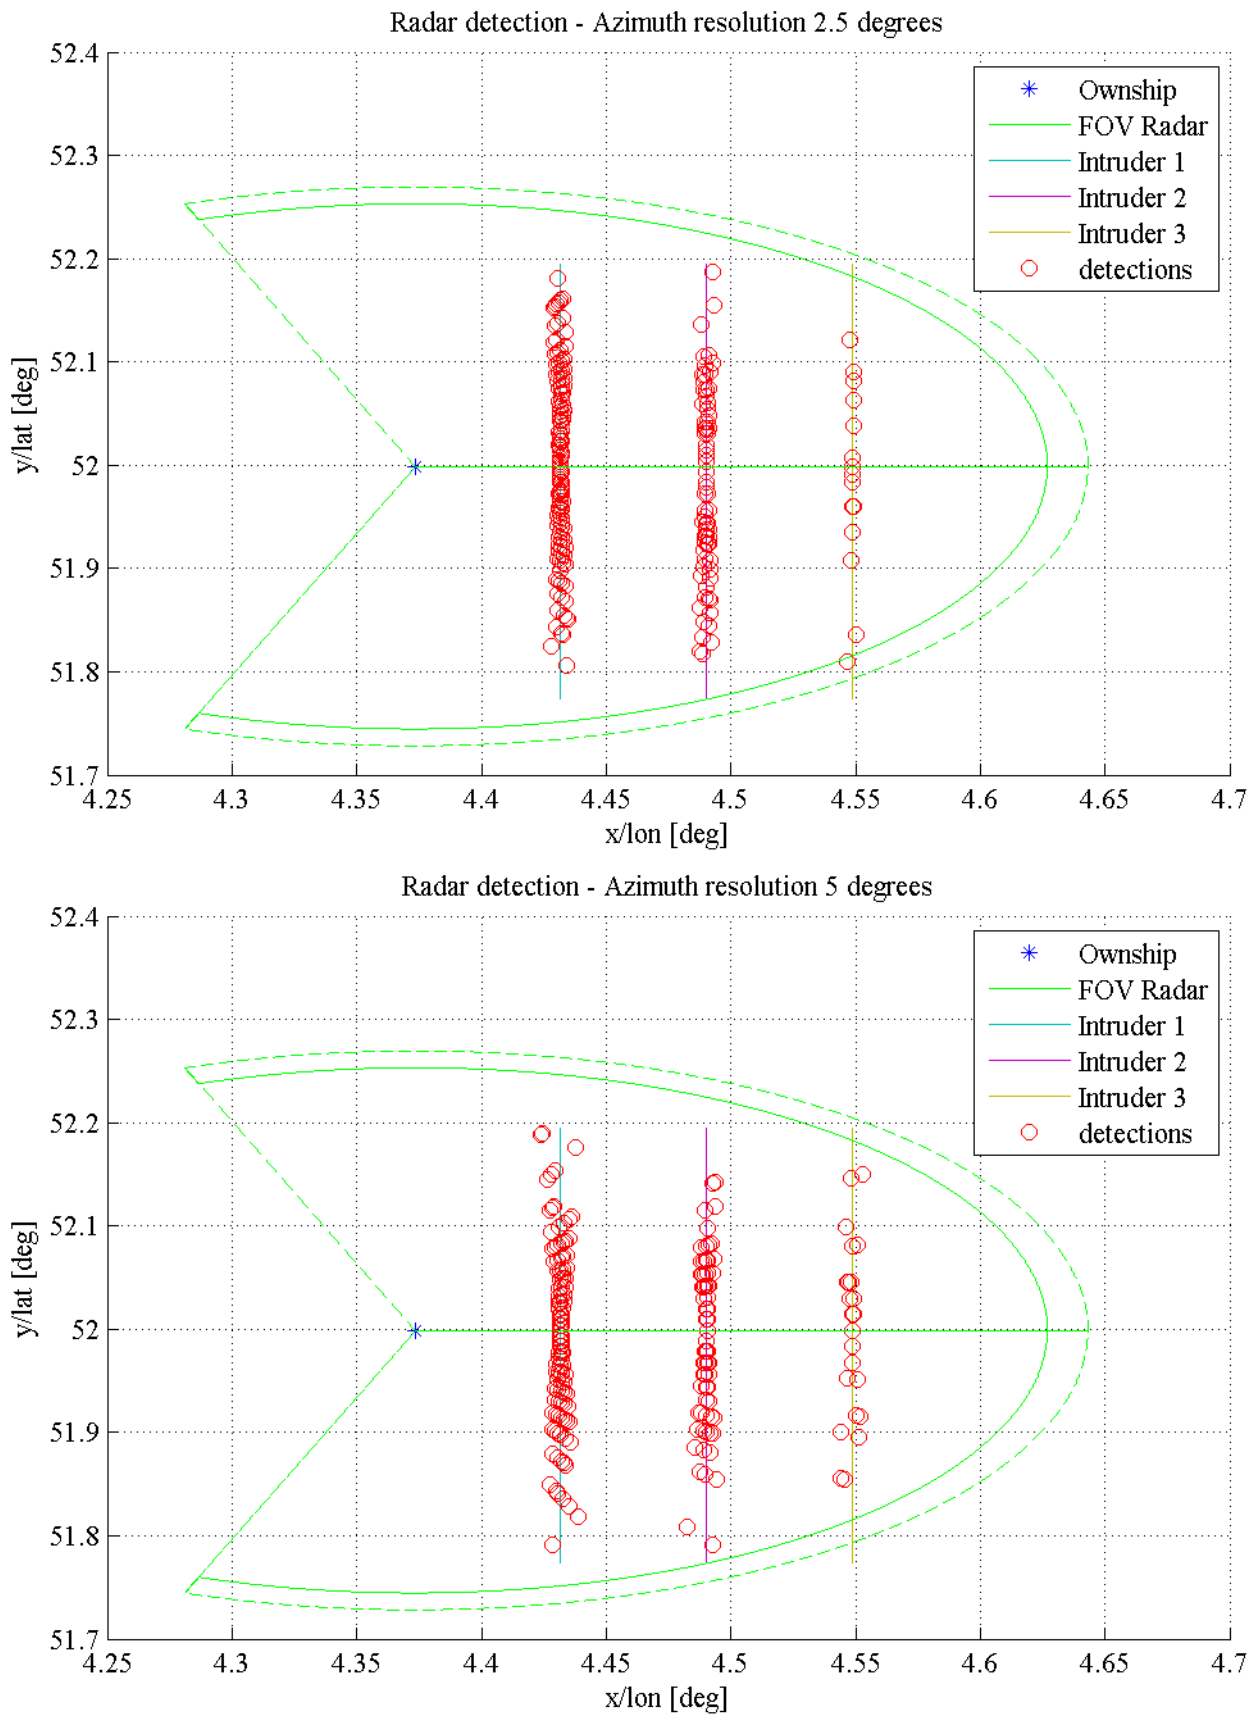 Radar detection - Azimuth resolution 2.5 degrees
52.4
52.3
52.2
52.1
52
51.9
51.8
51.7
y/lat [deg]
Ownship
FOV Radar
Intruder 1
Intruder 2
Intruder 3
detections
4.25 4.3 4.35 4.4 4.45 4.5 4.55 4.6 4.65 4.7
x/lon [deg]
Radar detection - Azimuth resolution 5 degrees
52.4
52.3
52.2
52.1
52
51.9
51.8
51.7
y/lat [deg]
Ownship
FOV Radar
Intruder 1
Intruder 2
Intruder 3
detections
4.25 4.3 4.35 4.4 4.45 4.5 4.55 4.6 4.65 4.7
x/lon [deg]